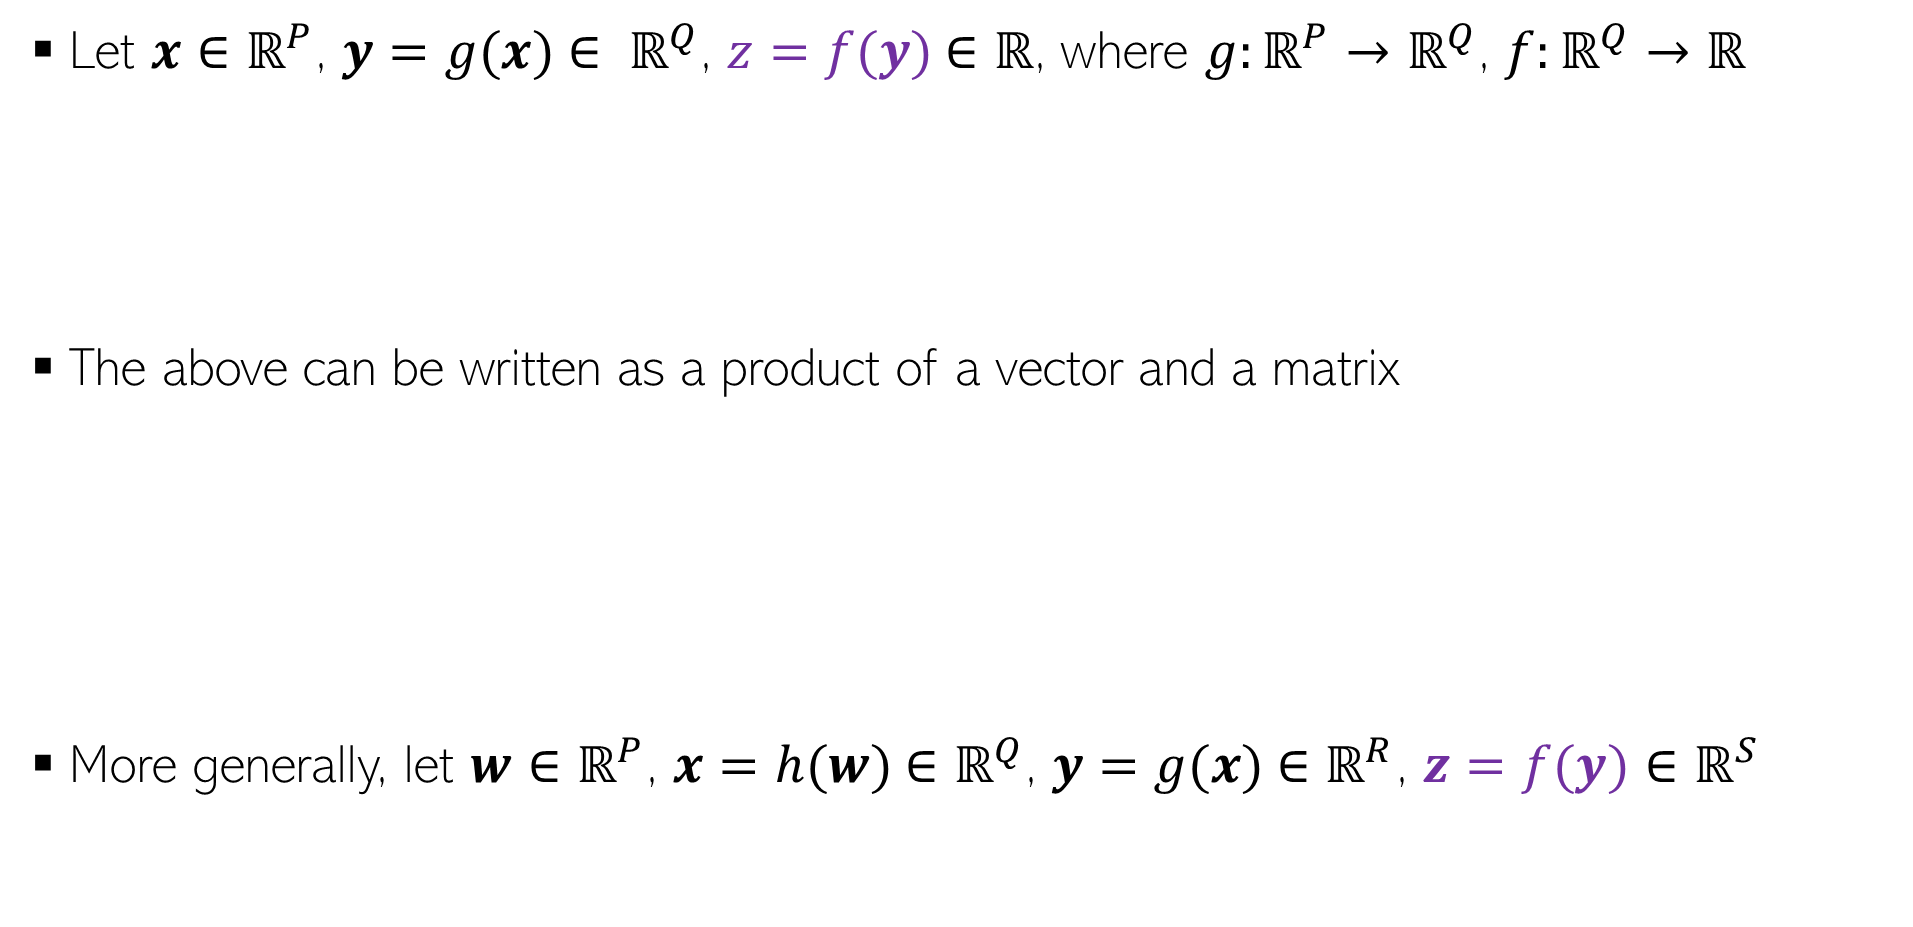 ▪ Let 𝒙 ∈ ℝ^P, 𝒚 = g(𝒙) ∈ ℝ^Q, z = f(𝒚) ∈ ℝ, where g: ℝ^P → ℝ^Q, f: ℝ^Q → ℝ
▪ The above can be written as a product of a vector and a matrix
▪ More generally, let 𝒘 ∈ ℝ^P, 𝒙 = h(𝒘) ∈ ℝ^Q, 𝒚 = g(𝒙) ∈ ℝ^R, 𝒛 = f(𝒚) ∈ ℝ^S